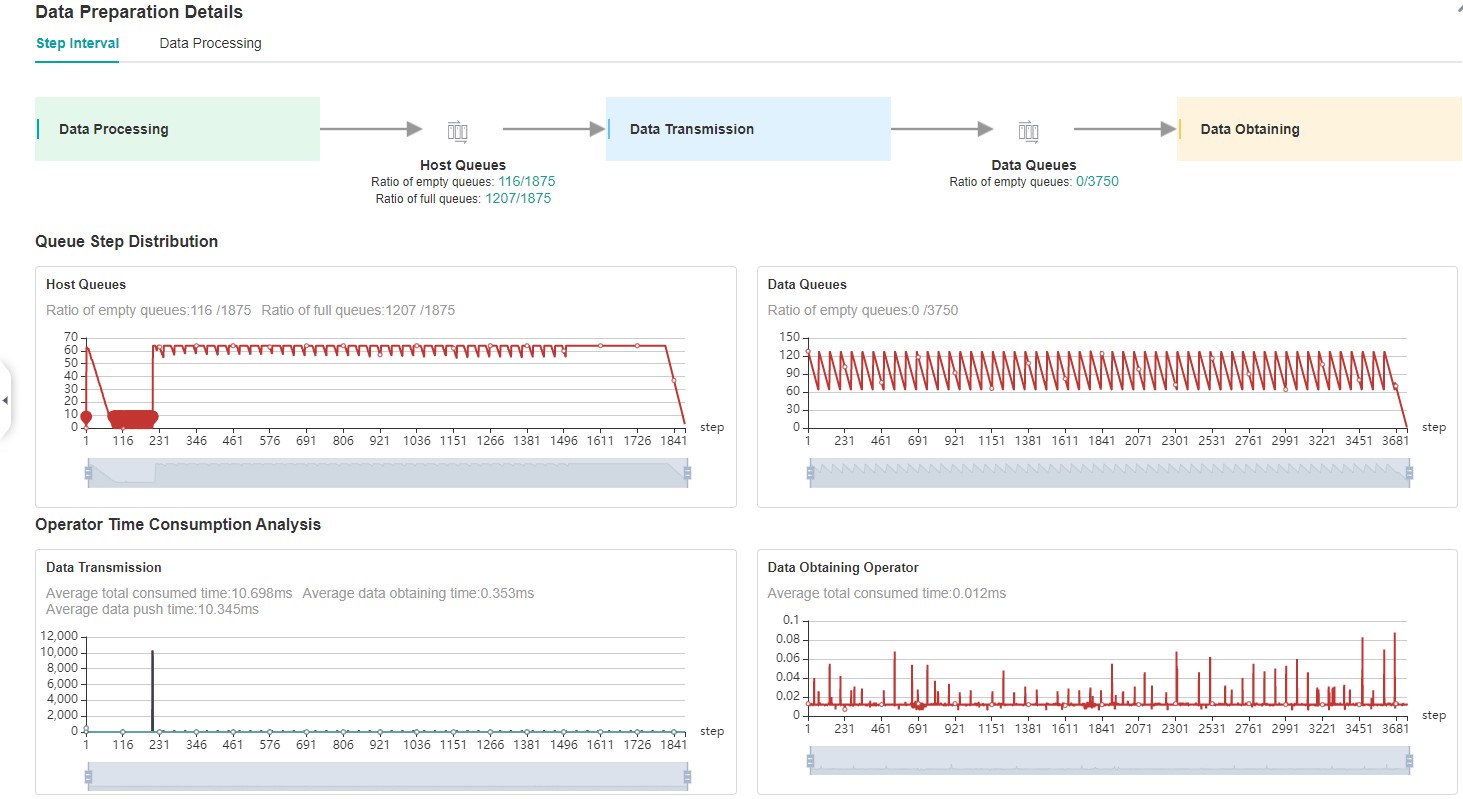 Data Preparation Details
Step Interval Data Processing
Data Processing
Data Transmission
Data Obtaining
Host Queues
Ratio of empty queues: 116/1875
Ratio of full queues: 1207/1875
Data Queues
Ratio of empty queues: 0/3750
Queue Step Distribution
Host Queues
Ratio of empty queues:116 /1875 Ratio of full queues:1207 /1875
70
60
50
40
30
20
10
0
1 116 231 346 461 576 691 806 921 1036 1151 1266 1381 1496 1611 1726 1841
step
Data Queues
Ratio of empty queues:0 /3750
150
120
90
60
30
0
1 231 461 691 921 1151 1381 1611 1841 2071 2301 2531 2761 2991 3221 3451 3681
step
Operator Time Consumption Analysis
Data Transmission
Average total consumed time:10.698ms Average data obtaining time:0.353ms
Average data push time:10.345ms
12,000
10,000
8,000
6,000
4,000
2,000
0
1 116 231 346 461 576 691 806 921 1036 1151 1266 1381 1496 1611 1726 1841
step
Data Obtaining Operator
Average total consumed time:0.012ms
0.1
0.08
0.06
0.04
0.02
0
1 231 461 691 921 1151 1381 1611 1841 2071 2301 2531 2761 2991 3221 3451 3681
step